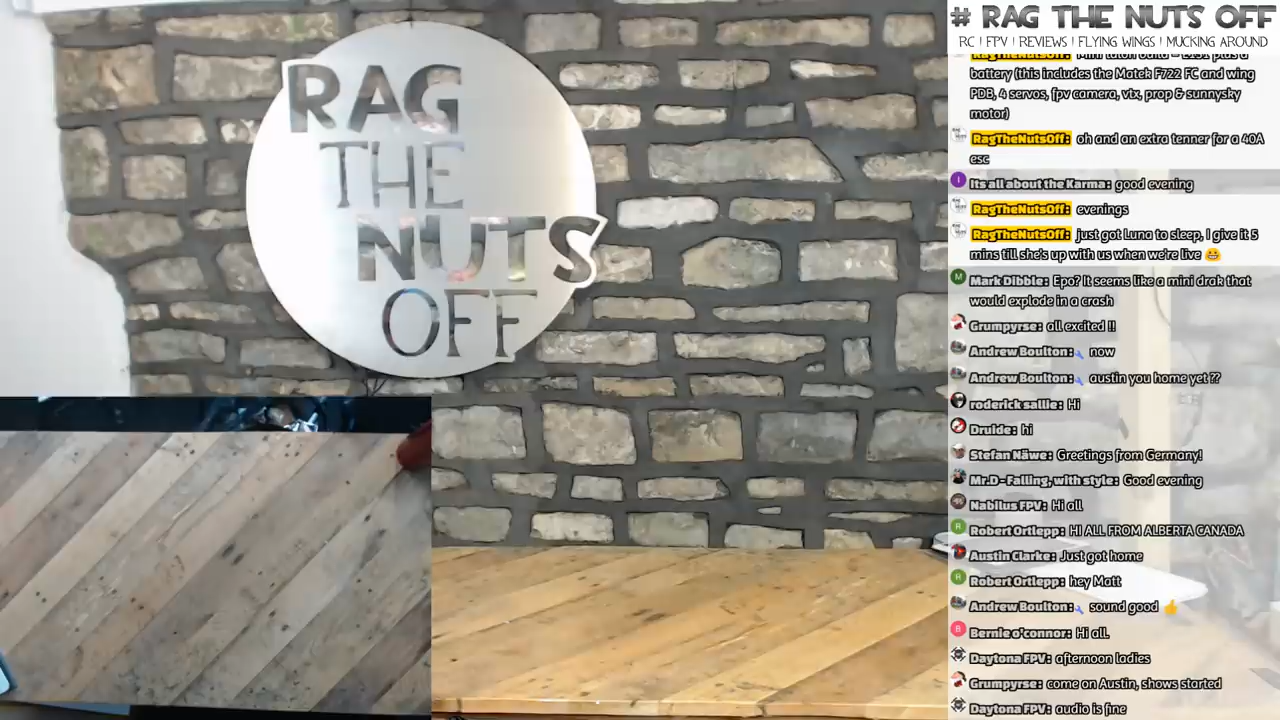 RAG
THE
NUTS
OFF
# RAG THE NUTS OFF
RC | FPV | REVIEWS | FLYING WINGS | MUCKING AROUND
RagTheNutsOff: Mini talon build - plus a
battery (this includes the Matek F722 FC and wing
PDB, 4 servos, fpv camera, vtx, prop & sunnysky
motor)
RagTheNutsOff: oh and an extra tenner for a 40A
esc
Its all about the Karma: good evening
RagTheNutsOff: evenings
RagTheNutsOff: just got Luna to sleep, I give it 5
mins till she's up with us when we're live 😀
Mark Dibble: Epo? It seems like a mini drak that
would explode in a crash
Grumpyrse: all excited !!
Andrew Boulton: now
Andrew Boulton: austin you home yet ??
roderick sallie: Hi
Druide: hi
Stefan Näwe: Greetings from Germany!
Mr.D - Falling, with style: Good evening
Nabilus FPV: Hi all
Robert Ortlepp: HI ALL FROM ALBERTA CANADA
Austin Clarke: Just got home
Robert Ortlepp: hey Matt
Andrew Boulton: sound good 👍
Bernie o'connor: Hi all.
Daytona FPV: afternoon ladies
Grumpyrse: come on Austin, shows started
Daytona FPV: audio is fine